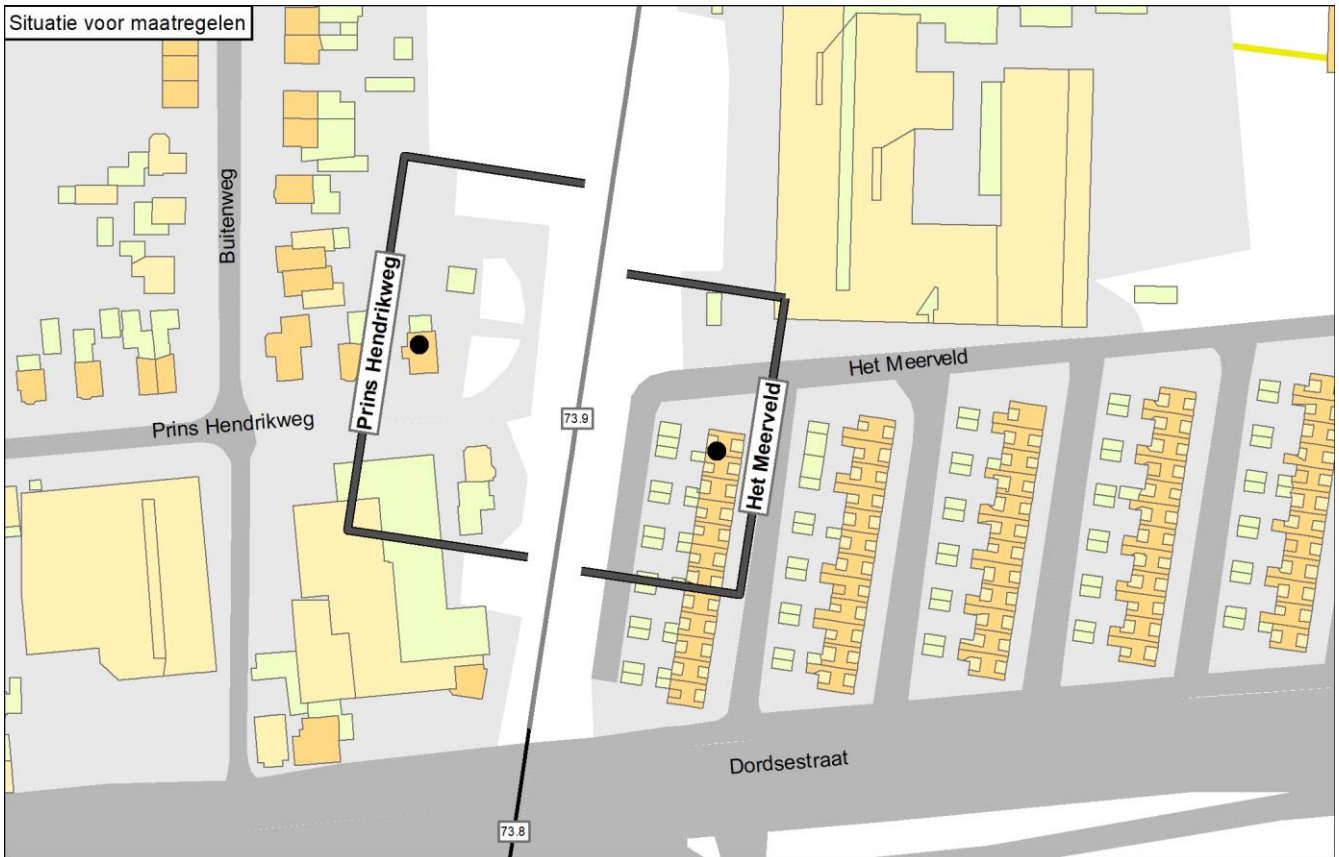 Situatie voor maatregelen
Buitenweg
Prins Hendrikweg
Het Meerveld
Prins Hendrikweg
73.9
Het Meerveld
Dordsestraat
73.8